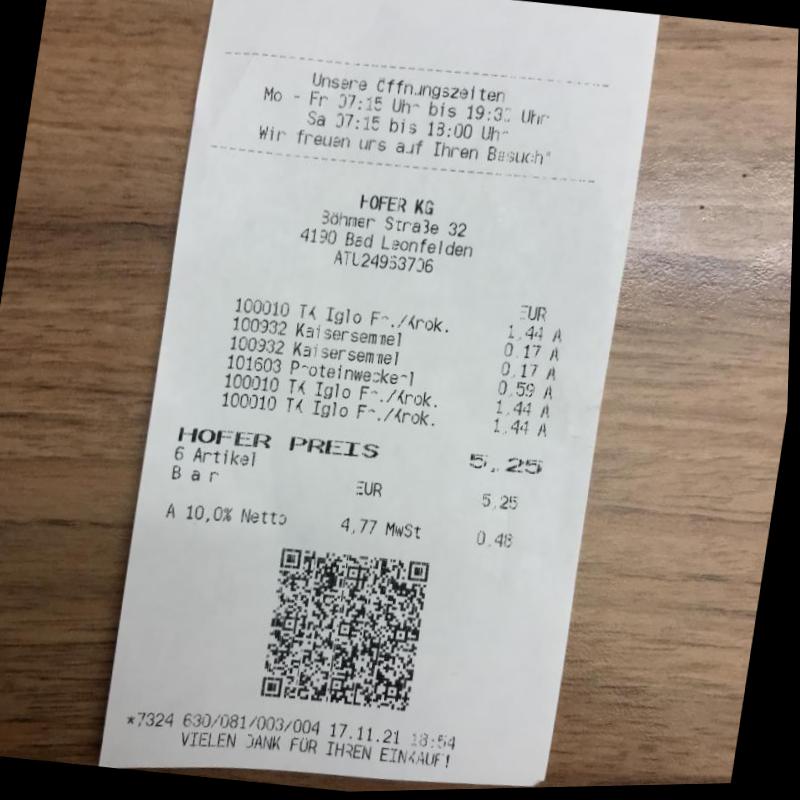 Unsere Öffnungszeiten
Mo - Fr 07:15 Uhr bis 19:30 Uhr
Sa 07:15 bis 18:00 Uhr
Wir freuen uns auf Ihren Besuch"
HOFER KG
Böhmer Straße 32
4190 Bad Leonfelden
ATU24963706
EUR
100010 TK Iglo Fr./Krok. 1,44 A
100932 Kaisersemmel 0,17 A
100932 Kaisersemmel 0,17 A
101603 Proteinweckerl 0,59 A
100010 TK Iglo Fr./Krok. 1,44 A
100010 TK Iglo Fr./Krok. 1,44 A
HOFER PREIS 5,25
6 Artikel
Bar EUR 5,25
A 10,0% Netto 4,77 MwSt 0,48
*7324 630/081/003/004 17.11.21 18:54
VIELEN DANK FÜR IHREN EINKAUF!